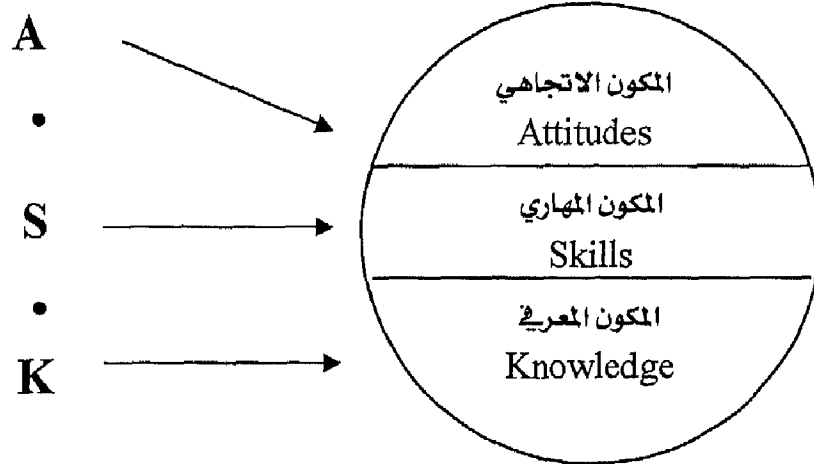 A
•
S
•
K
المكون الاتجاهي
Attitudes
المكون المهاري
Skills
المكون المعرفي
Knowledge